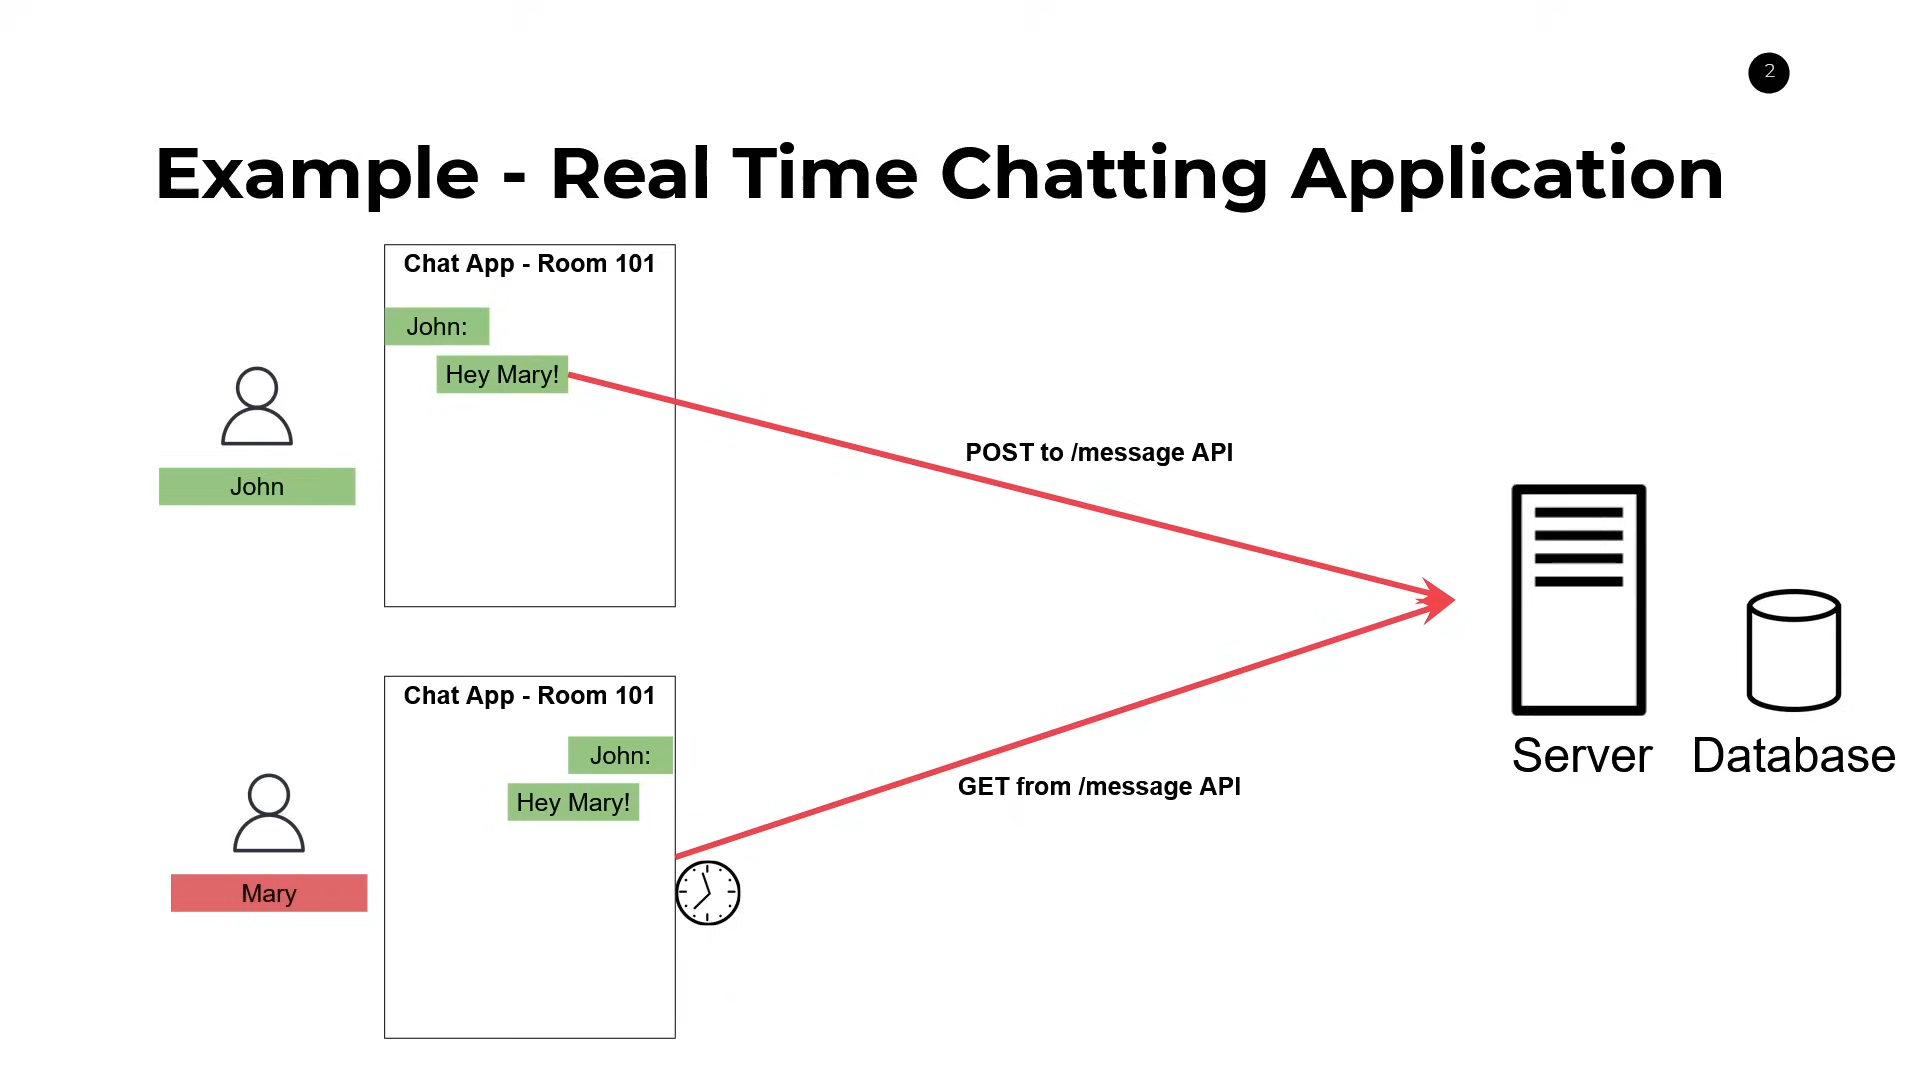 2
Example - Real Time Chatting Application
Chat App - Room 101
John:
Hey Mary!
John
POST to /message API
Server
Database
Chat App - Room 101
John:
Hey Mary!
Mary
GET from /message API